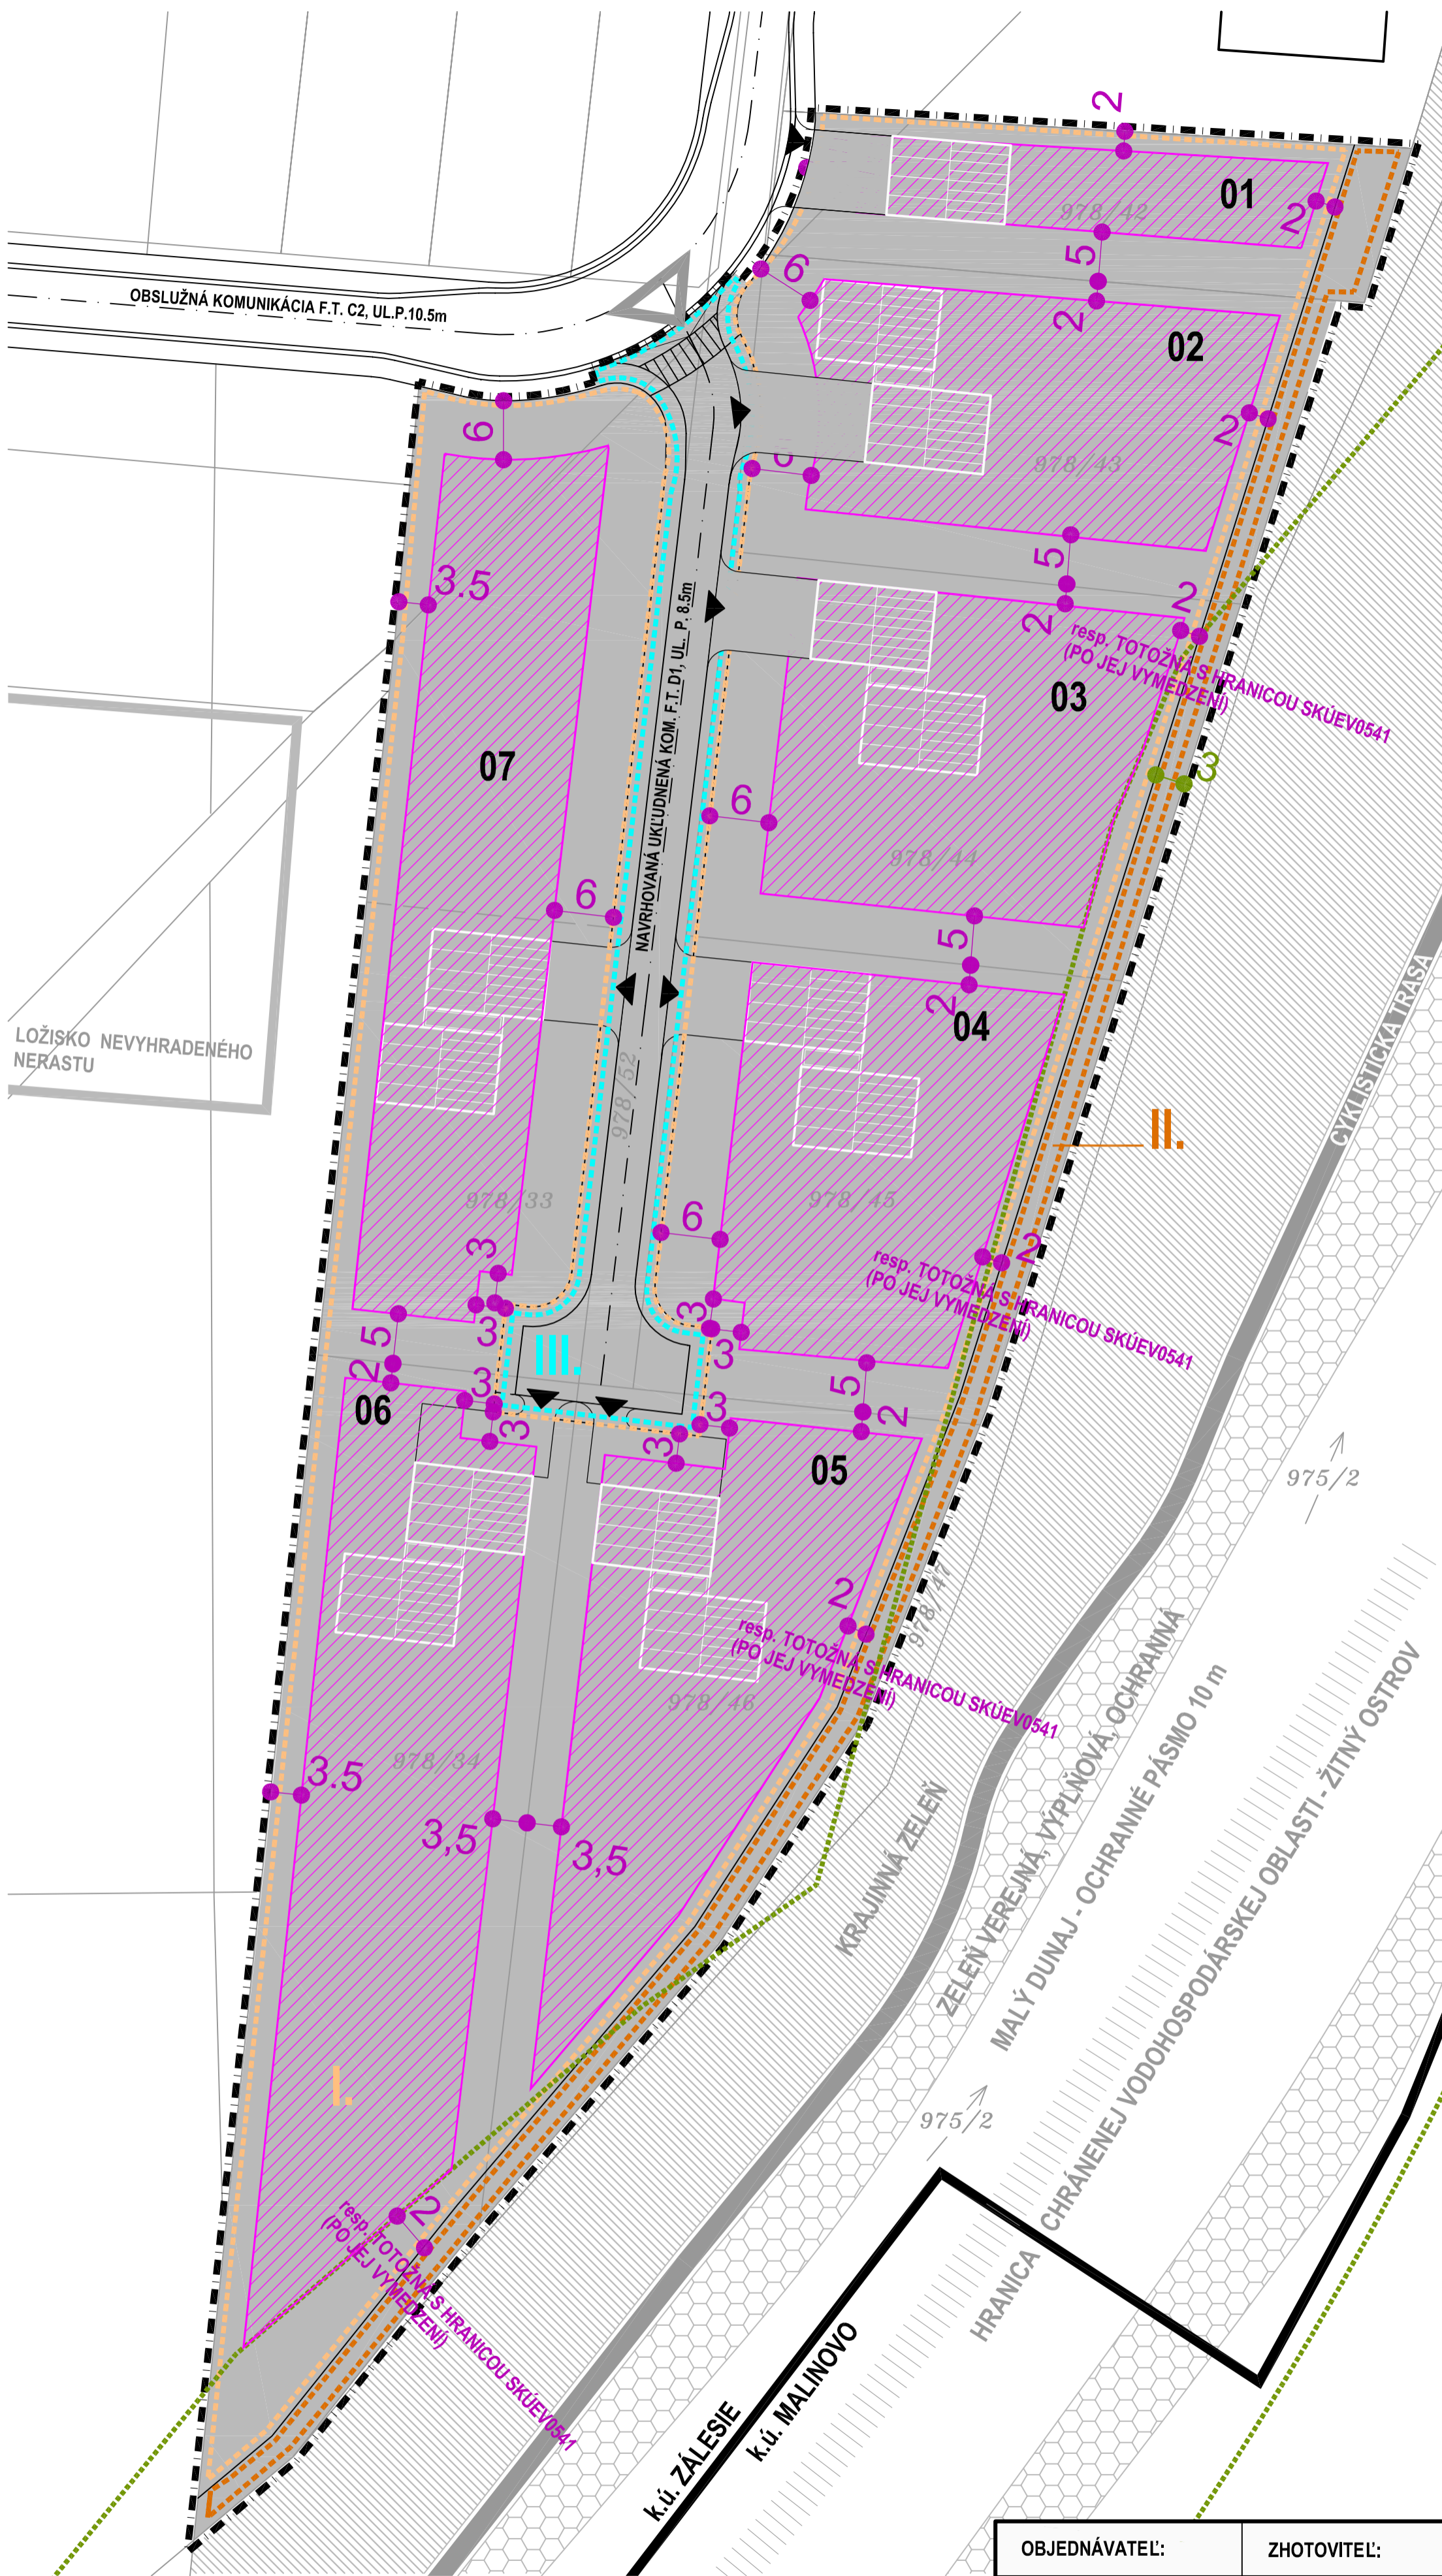 2
01
978/42
2
5
6
2
OBSLUŽNÁ KOMUNIKÁCIA F.T. C2, UL.P.10.5m
02
6
2
978/43
6
5
3.5
2
2
resp. TOTOŽNÁ S HRANICOU SKÚEV0541
(PO JEJ VYMEDZENÍ)
NAVRHOVANÁ UKĽUDNENÁ KOM. F.T. D1, UL. P. 8.5m
03
07
3
6
978/44
6
5
2
04
CYKLISTICKÁ TRASA
LOŽISKO NEVYHRADENÉHO
NERASTU
978/52
II.
978/33
978/45
6
3
2
resp. TOTOŽNÁ S HRANICOU SKÚEV0541
(PO JEJ VYMEDZENÍ)
3
3
5
3
III.
2
3
5
06
3
3
3
2
05
975/2
2
978/47
resp. TOTOŽNÁ S HRANICOU SKÚEV0541
(PO JEJ VYMEDZENÍ)
978/46
978/34
3.5
3,5
3,5
KRAJINNÁ ZELEŇ
ZELEŇ VEREJNÁ, VÝPLŇOVÁ, OCHRANNÁ
MALÝ DUNAJ - OCHRANNÉ PÁSMO 10 m
HRANICA CHRÁNENEJ VODOHOSPODÁRSKEJ OBLASTI - ŽITNÝ OSTROV
I.
975/2
2
resp. TOTOŽNÁ S HRANICOU SKÚEV0541
(PO JEJ VYMEDZENÍ)
k.ú. ZÁLESIE
k.ú. MALINOVO
OBJEDNÁVATEĽ:
ZHOTOVITEĽ: